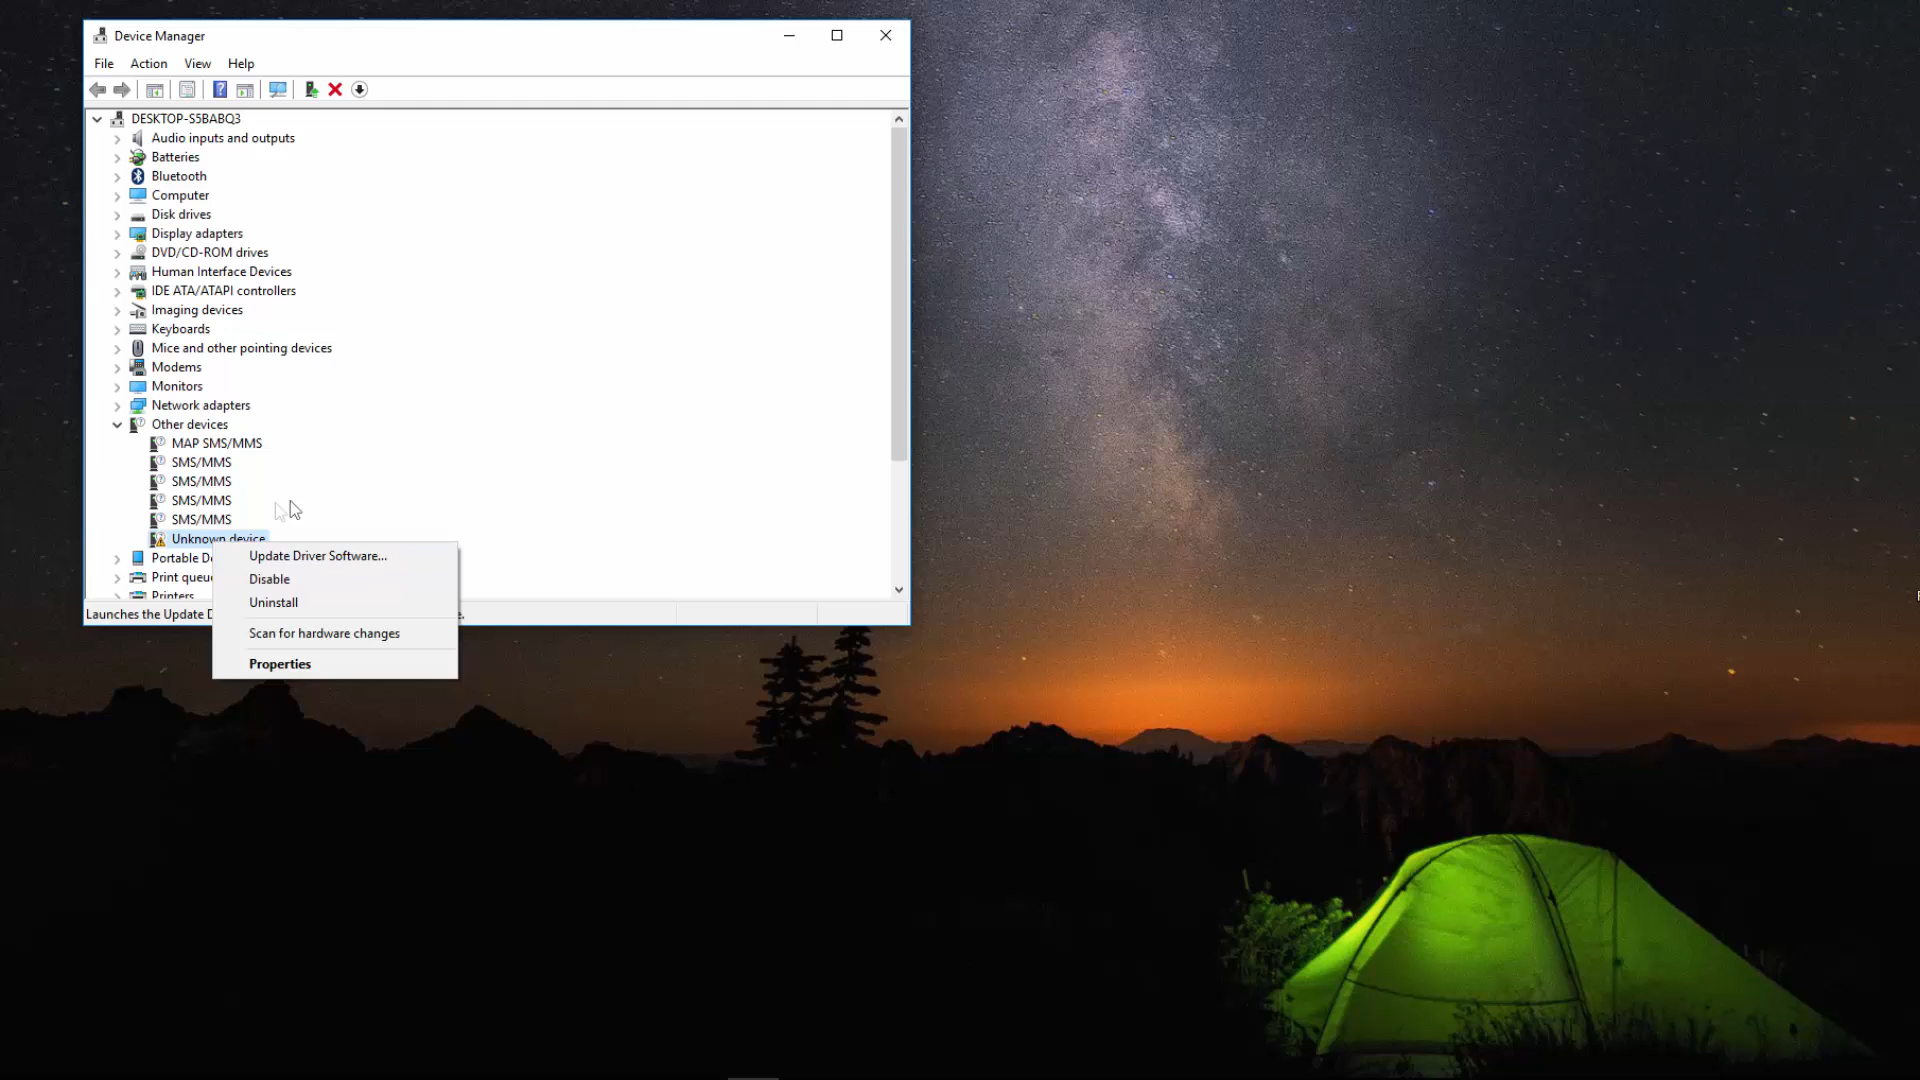 Device Manager
File Action View Help
DESKTOP-S5BABQ3
Audio inputs and outputs
Batteries
Bluetooth
Computer
Disk drives
Display adapters
DVD/CD-ROM drives
Human Interface Devices
IDE ATA/ATAPI controllers
Imaging devices
Keyboards
Mice and other pointing devices
Modems
Monitors
Network adapters
Other devices
MAP SMS/MMS
SMS/MMS
SMS/MMS
SMS/MMS
SMS/MMS
Unknown device
Portable De
Print queu
Printers
Launches the Update D
Update Driver Software...
Disable
Uninstall
Scan for hardware changes
Properties